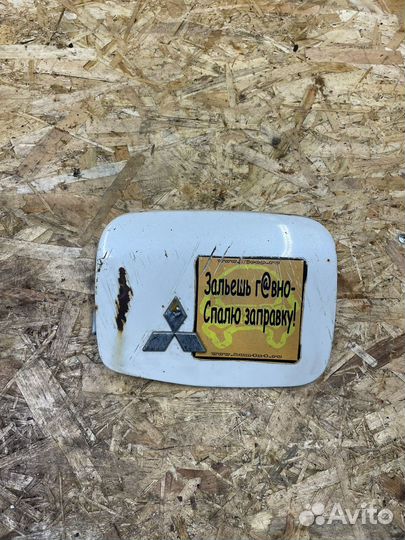 Зальешь г@вно-
Спалю заправку!
Avito